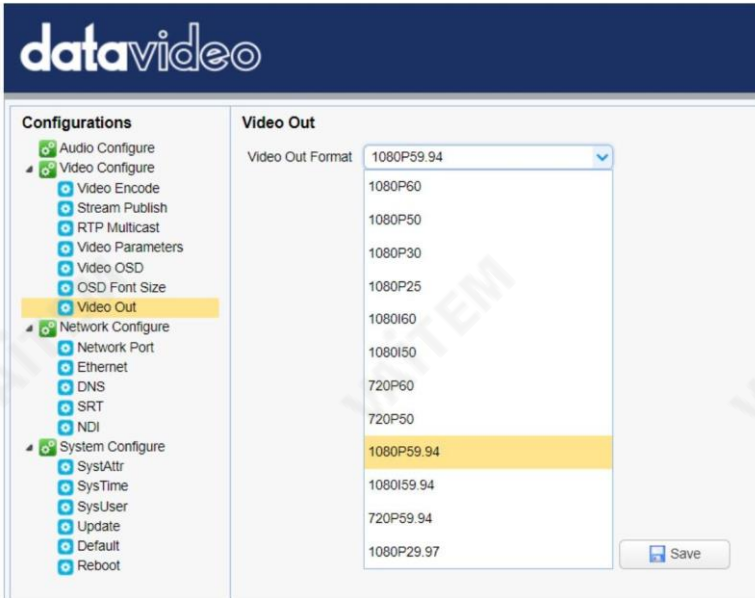 datavideo
Configurations
Audio Configure
Video Configure
Video Encode
Stream Publish
RTP Multicast
Video Parameters
Video OSD
OSD Font Size
Video Out
Network Configure
Network Port
Ethernet
DNS
SRT
NDI
System Configure
SystAttr
SysTime
SysUser
Update
Default
Reboot
Video Out
Video Out Format 1080P59.94
1080P60
1080P50
1080P30
1080P25
1080I60
1080I50
720P60
720P50
1080P59.94
1080I59.94
720P59.94
1080P29.97
Save
VAiTEM